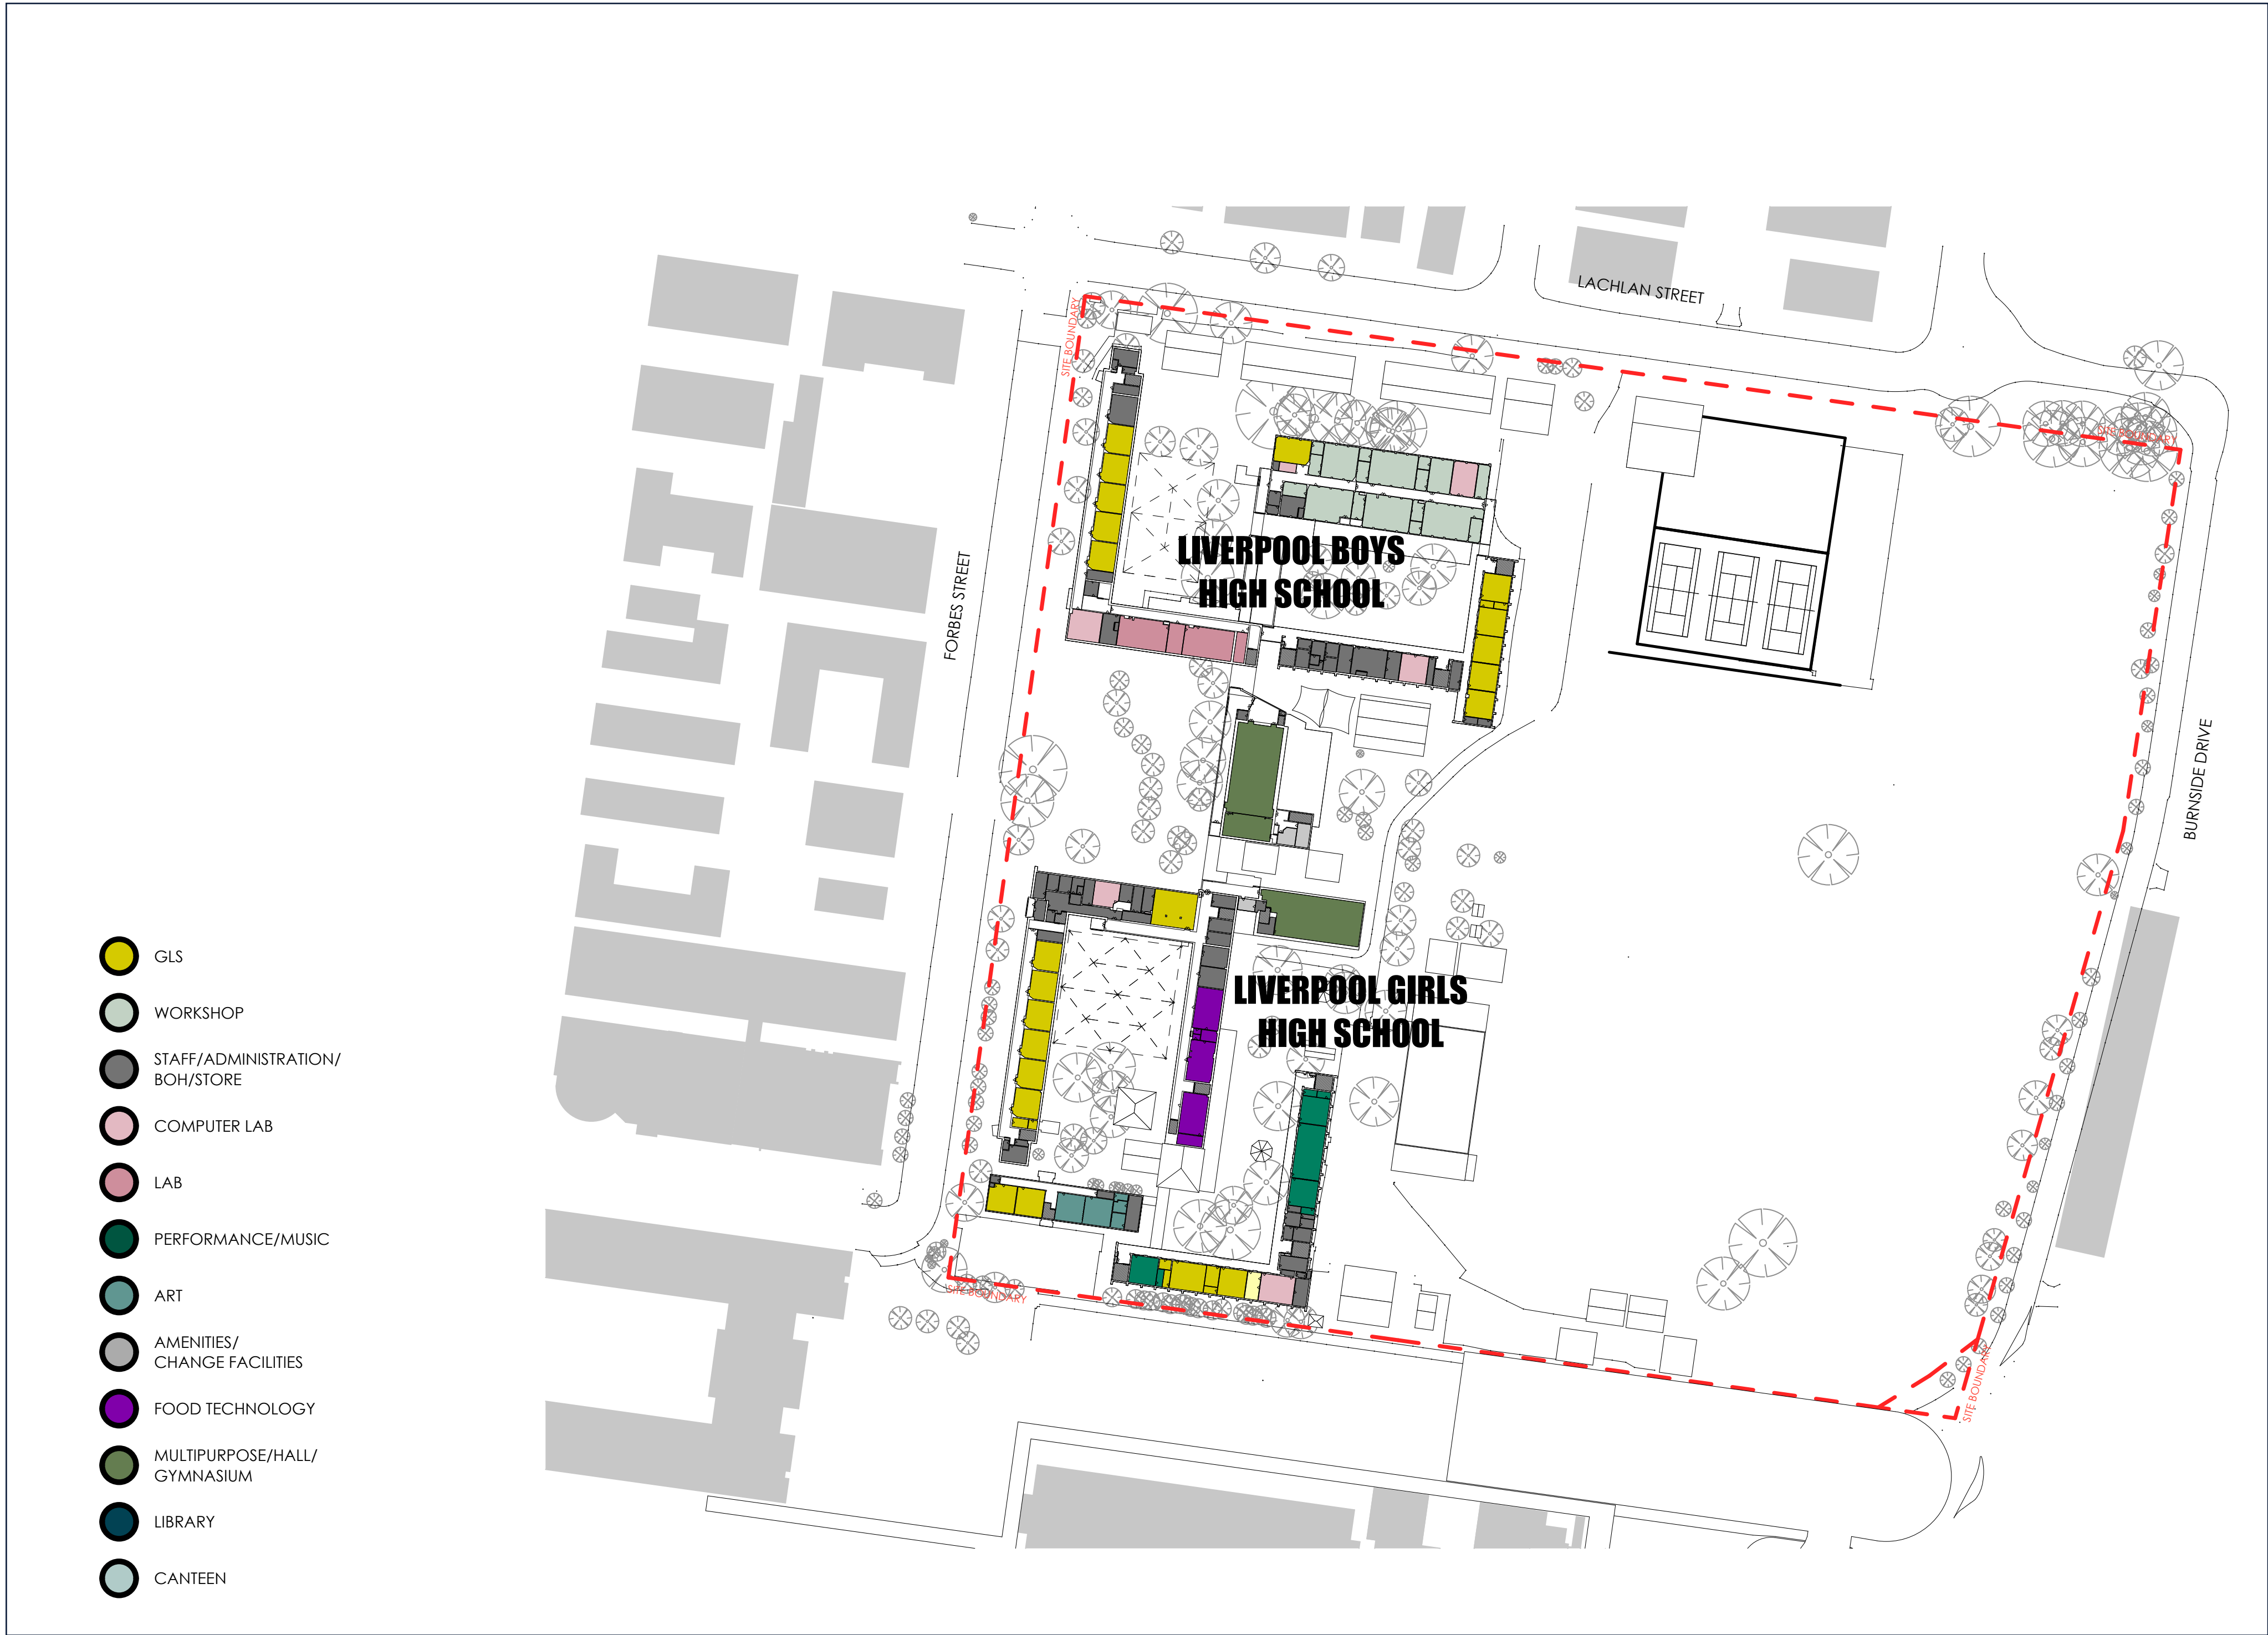 LACHLAN STREET
SITE BOUNDARY
SITE BOUNDARY
LIVERPOOL BOYS
HIGH SCHOOL
FORBES STREET
BURNSIDE DRIVE
LIVERPOOL GIRLS
HIGH SCHOOL
GLS
WORKSHOP
STAFF/ADMINISTRATION/
BOH/STORE
COMPUTER LAB
LAB
PERFORMANCE/MUSIC
ART
AMENITIES/
CHANGE FACILITIES
FOOD TECHNOLOGY
MULTIPURPOSE/HALL/
GYMNASIUM
LIBRARY
CANTEEN
SITE BOUNDARY
SITE BOUNDARY